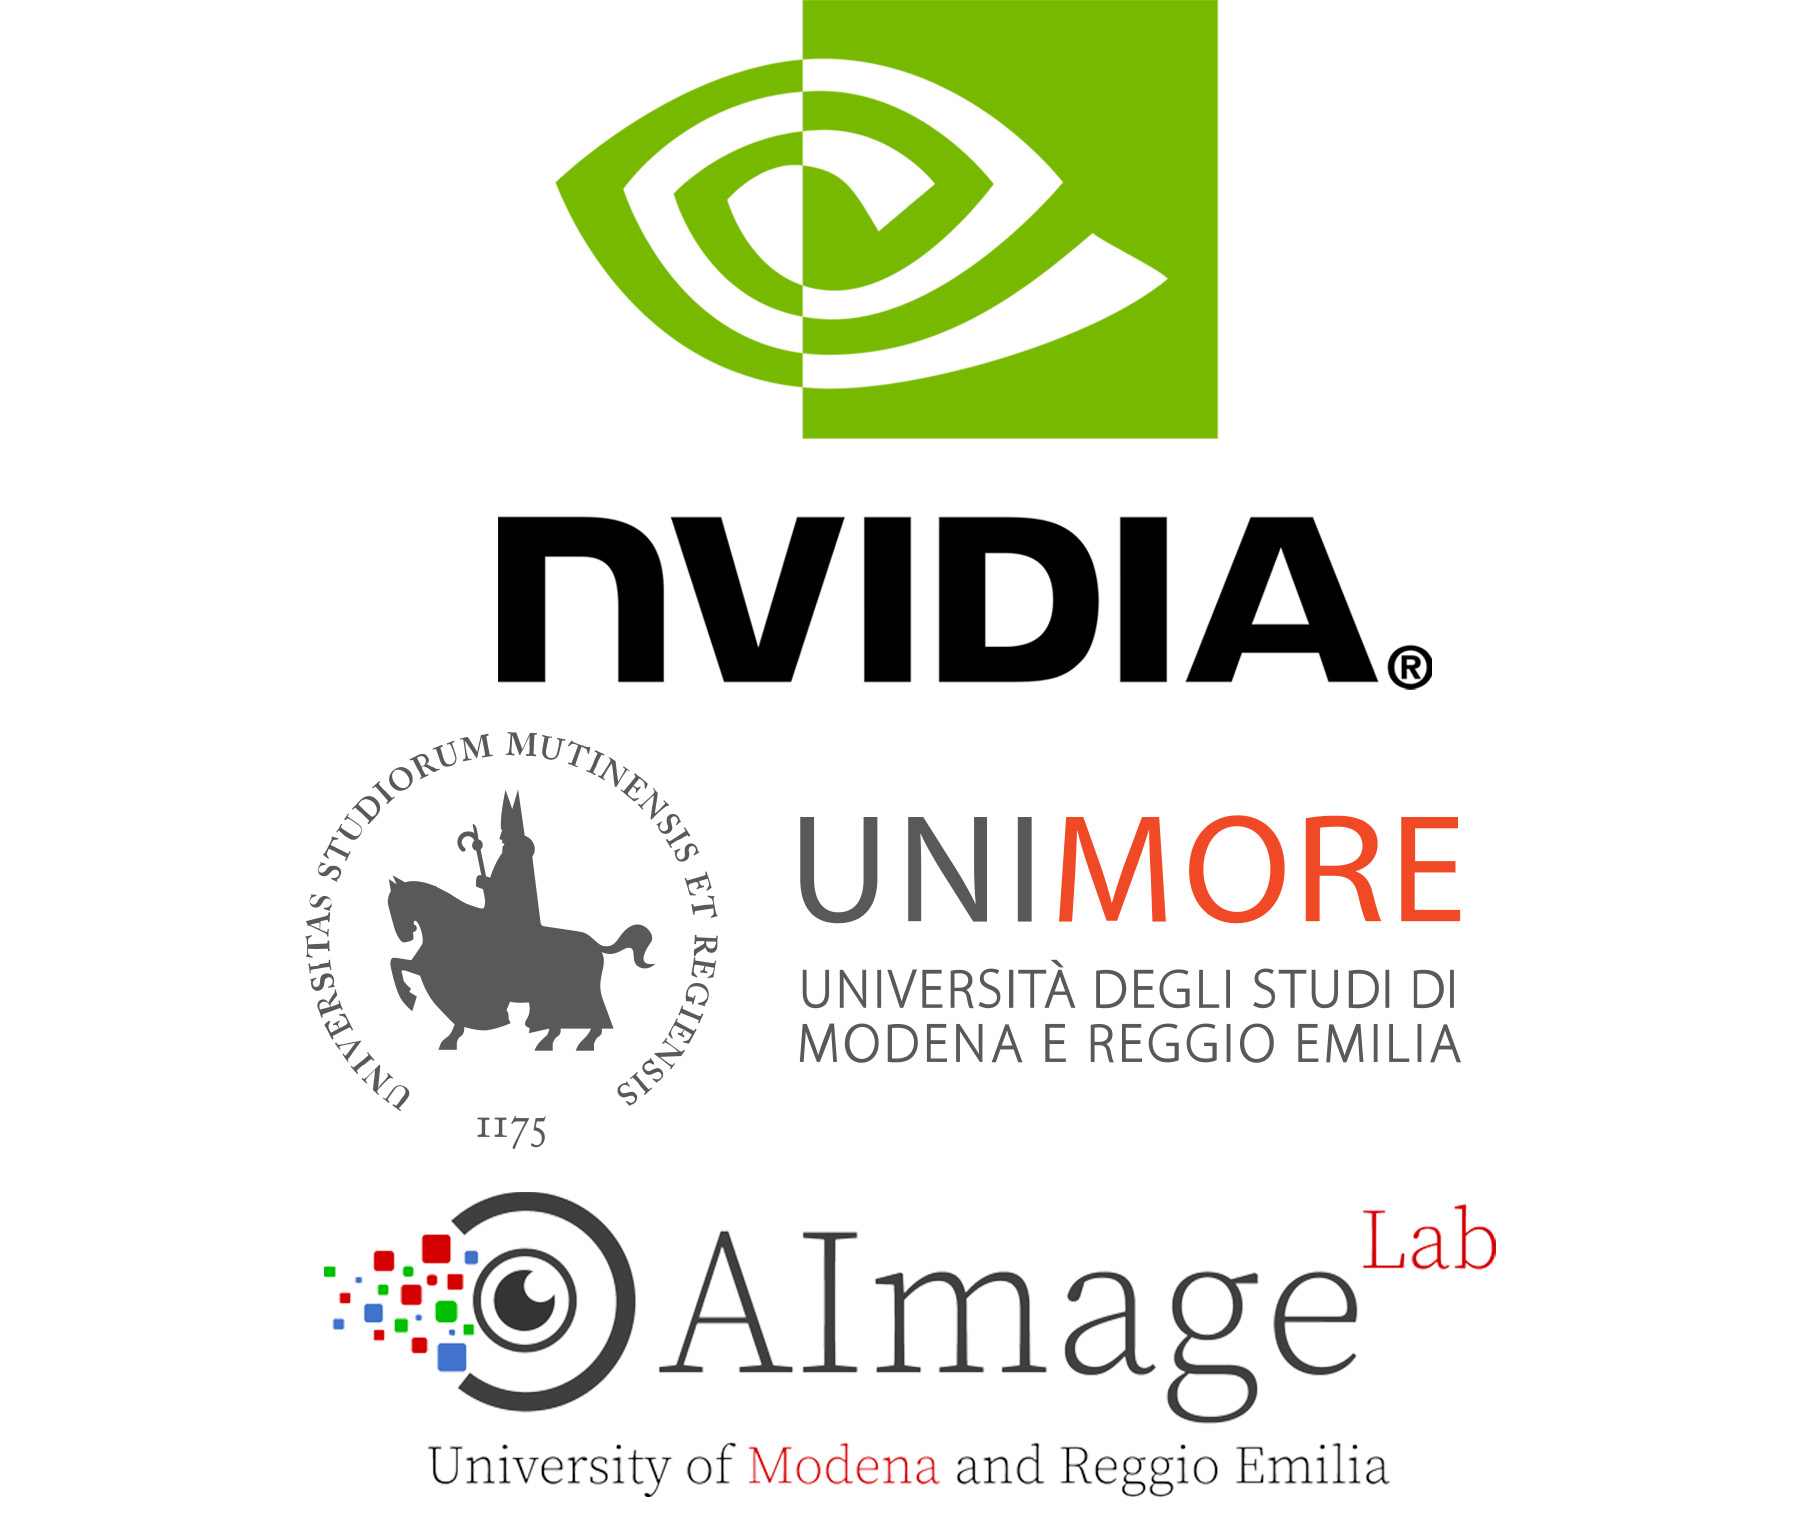 NVIDIA®
UNIVERSITAS STUDIORUM MUTINENSIS ET REGIENSIS
1175
UNIMORE
UNIVERSITÀ DEGLI STUDI DI
MODENA E REGGIO EMILIA
AImage Lab
University of Modena and Reggio Emilia